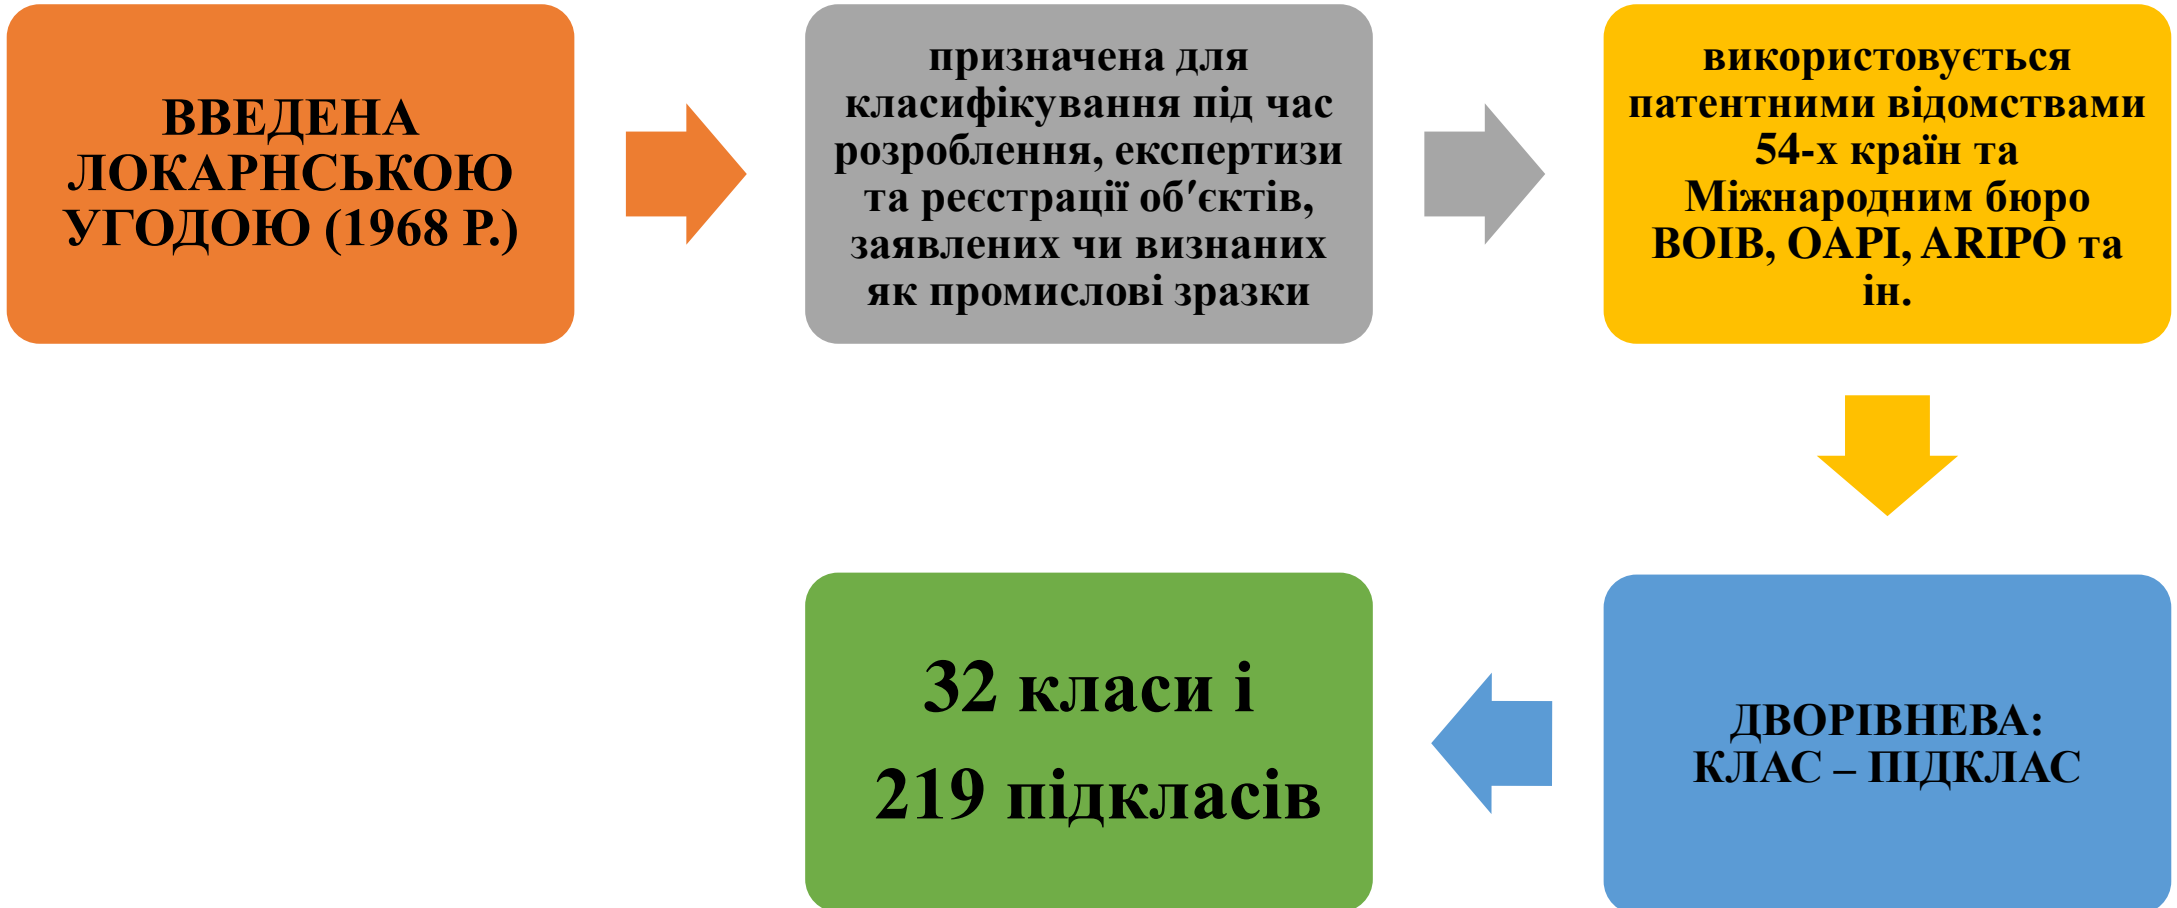 ВВЕДЕНА
ЛОКАРНСЬКОЮ
УГОДОЮ (1968 Р.)
призначена для
класифікування під час
розроблення, експертизи
та реєстрації об′єктів,
заявлених чи визнаних
як промислові зразки
використовується
патентними відомствами
54-х країн та
Міжнародним бюро
ВОІВ, OAPI, ARIPO та
ін.
ДВОРІВНЕВА:
КЛАС – ПІДКЛАС
32 класи і
219 підкласів